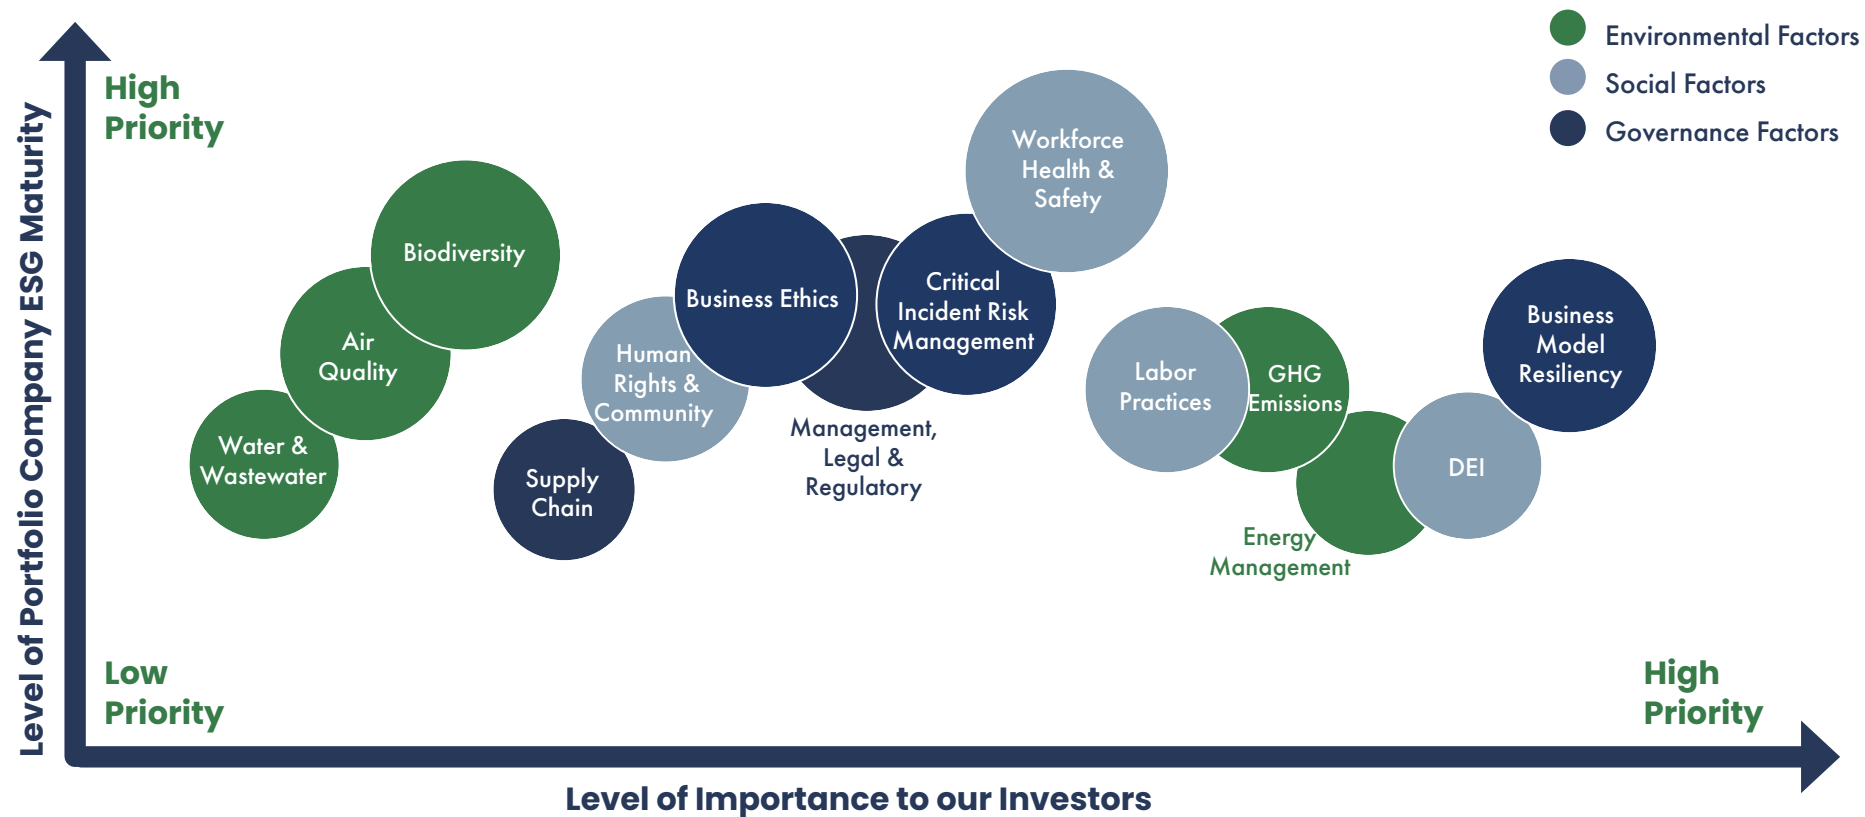 Environmental Factors
Social Factors
Governance Factors
Level of Portfolio Company ESG Maturity
High
Priority
Workforce
Health &
Safety
Biodiversity
Business Ethics
Critical
Incident Risk
Management
Business
Model
Resiliency
Air
Quality
Human
Rights &
Community
Labor
Practices
GHG
Emissions
Management,
Legal &
Regulatory
Water &
Wastewater
Supply
Chain
DEI
Energy
Management
Low
Priority
High
Priority
Level of Importance to our Investors